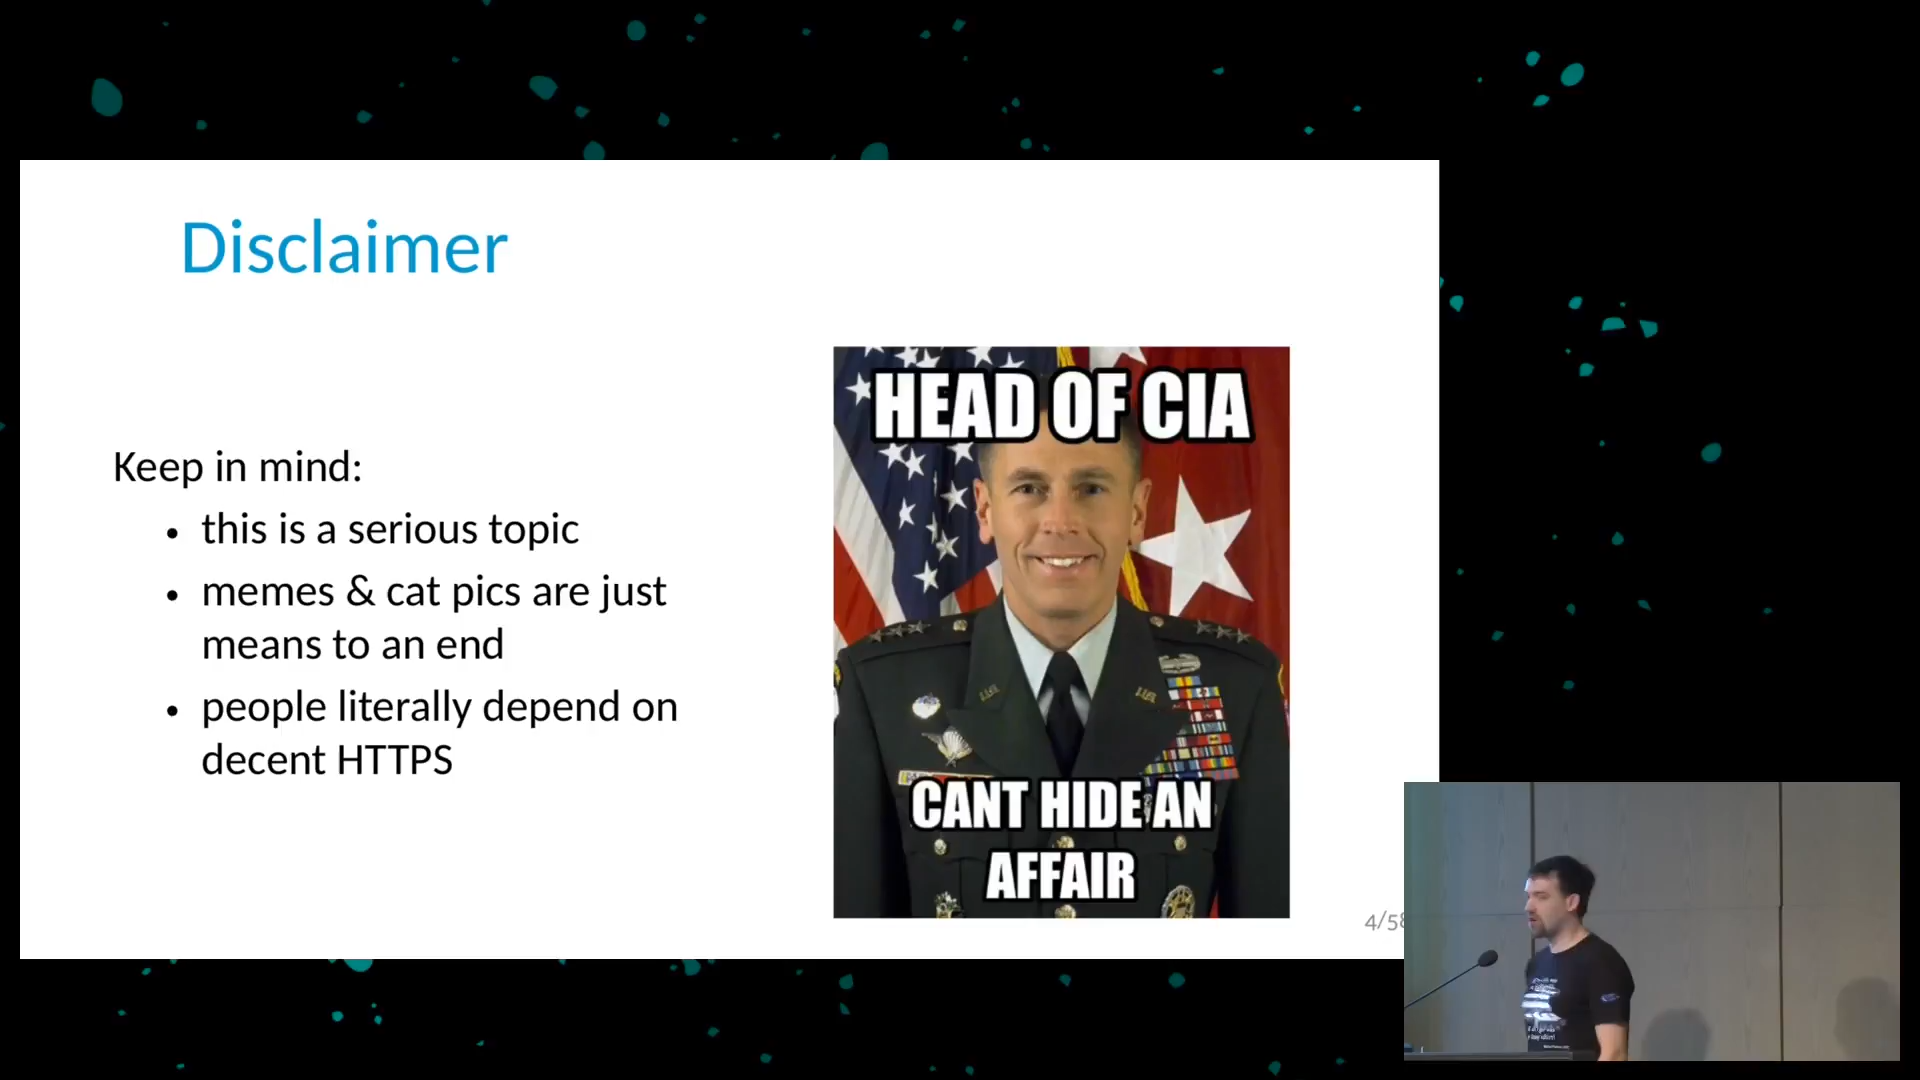 Disclaimer
Keep in mind:
• this is a serious topic
• memes & cat pics are just
means to an end
• people literally depend on
decent HTTPS
HEAD OF CIA
CANT HIDE AN
AFFAIR